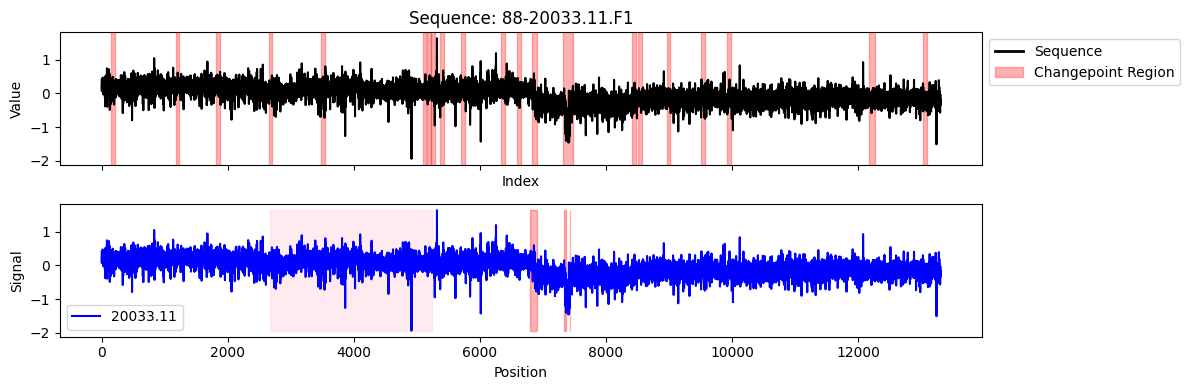 Sequence: 88-20033.11.F1
Value
1
0
−1
−2
Index
Sequence
Changepoint Region
Signal
1
0
−1
−2
20033.11
0
2000
4000
6000
8000
10000
12000
Position